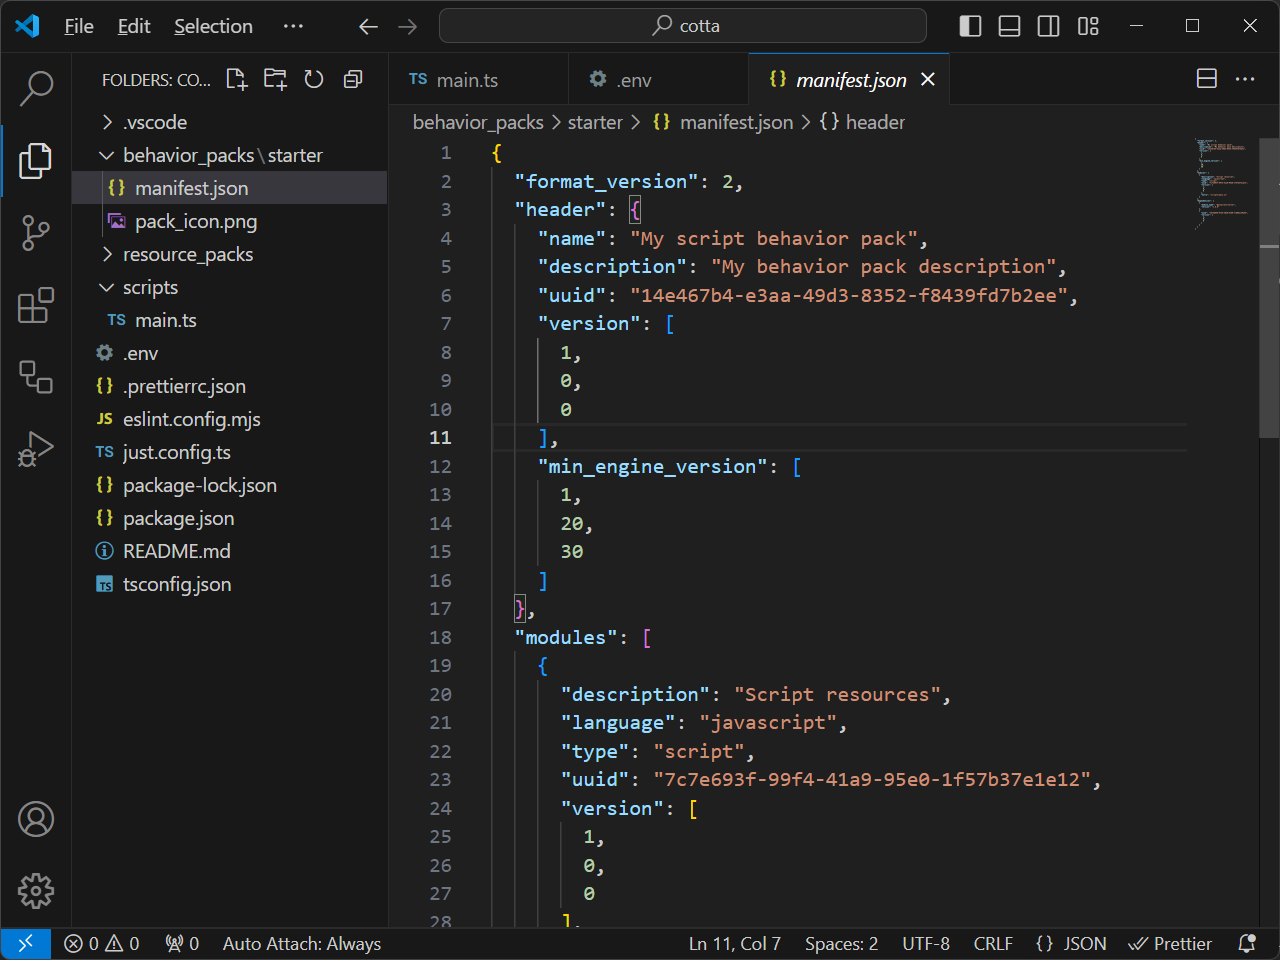 File Edit Selection ··· cotta
FOLDERS: CO...
.vscode
behavior_packs\starter
{} manifest.json
pack_icon.png
resource_packs
scripts
TS main.ts
.env
{} .prettierrc.json
JS eslint.config.mjs
TS just.config.ts
{} package-lock.json
{} package.json
README.md
TS tsconfig.json
TS main.ts .env {} manifest.json
behavior_packs > starter > {} manifest.json > {} header
1 {
2 "format_version": 2,
3 "header": {
4 "name": "My script behavior pack",
5 "description": "My behavior pack description",
6 "uuid": "14e467b4-e3aa-49d3-8352-f8439fd7b2ee",
7 "version": [
8 1,
9 0,
10 0
11 ],
12 "min_engine_version": [
13 1,
14 20,
15 30
16 ]
17 },
18 "modules": [
19 {
20 "description": "Script resources",
21 "language": "javascript",
22 "type": "script",
23 "uuid": "7c7e693f-99f4-41a9-95e0-1f57b37e1e12",
24 "version": [
25 1,
26 0,
27 0
28 ],
0 0 0 Auto Attach: Always Ln 11, Col 7 Spaces: 2 UTF-8 CRLF {} JSON Prettier